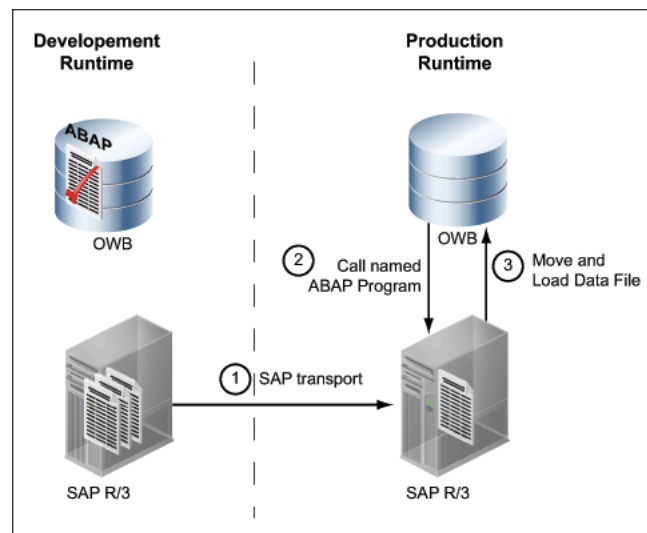 Developement
Runtime
Production
Runtime
ABAP
OWB
OWB
2
Call named
ABAP Program
3
Move and
Load Data File
1
SAP transport
SAP R/3
SAP R/3